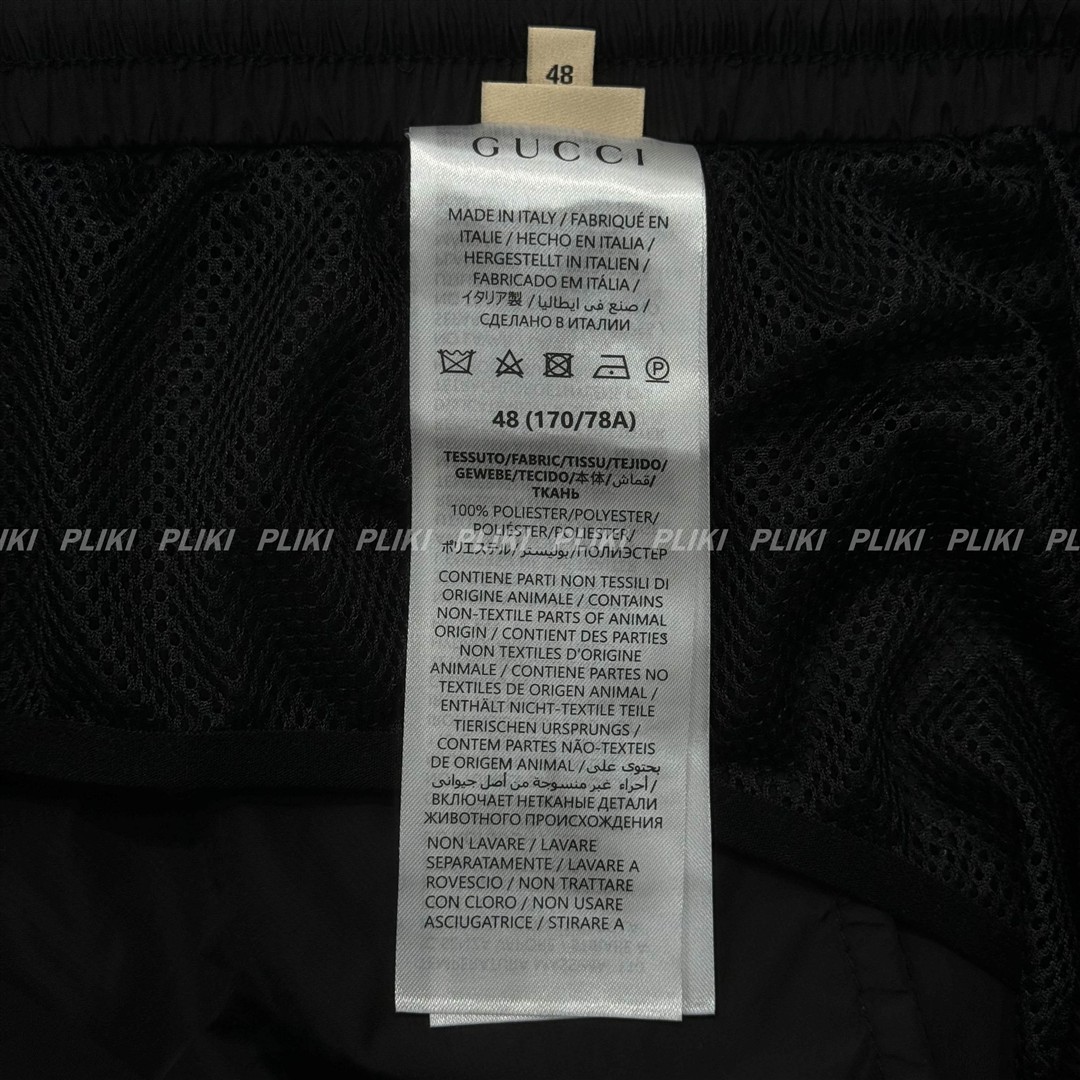 48
GUCCI
MADE IN ITALY / FABRIQUÉ EN
ITALIE / HECHO EN ITALIA /
HERGESTELLT IN ITALIEN /
FABRICADO EM ITÁLIA /
イタリア製 / صنع فى ايطاليا /
СДЕЛАНО В ИТАЛИИ
P
48 (170/78A)
TESSUTO/FABRIC/TISSU/TEJIDO/
GEWEBE/TECIDO/本体/قماش/
ТКАНЬ
100% POLIESTER/POLYESTER/
POLIÉSTER/POLIESTER/
ポリエステル/بوليستر/ПОЛИЭСТЕР
PLIKI PLIKI PLIKI PLIKI PLIKI PLIKI PLIKI PLIKI PLIKI PLIKI
CONTIENE PARTI NON TESSILI DI
ORIGINE ANIMALE / CONTAINS
NON-TEXTILE PARTS OF ANIMAL
ORIGIN / CONTIENT DES PARTIES
NON TEXTILES D'ORIGINE
ANIMALE / CONTIENE PARTES NO
TEXTILES DE ORIGEN ANIMAL /
ENTHÄLT NICHT-TEXTILE TEILE
TIERISCHEN URSPRUNGS /
CONTEM PARTES NÃO-TEXTEIS
DE ORIGEM ANIMAL / يحتوى على
أجزاء غير منسوجة من أصل حيوانى /
ВКЛЮЧАЕТ НЕТКАНЫЕ ДЕТАЛИ
ЖИВОТНОГО ПРОИСХОЖДЕНИЯ
NON LAVARE / LAVARE
SEPARATAMENTE / LAVARE A
ROVESCIO / NON TRATTARE
CON CLORO / NON USARE
ASCIUGATRICE / STIRARE A